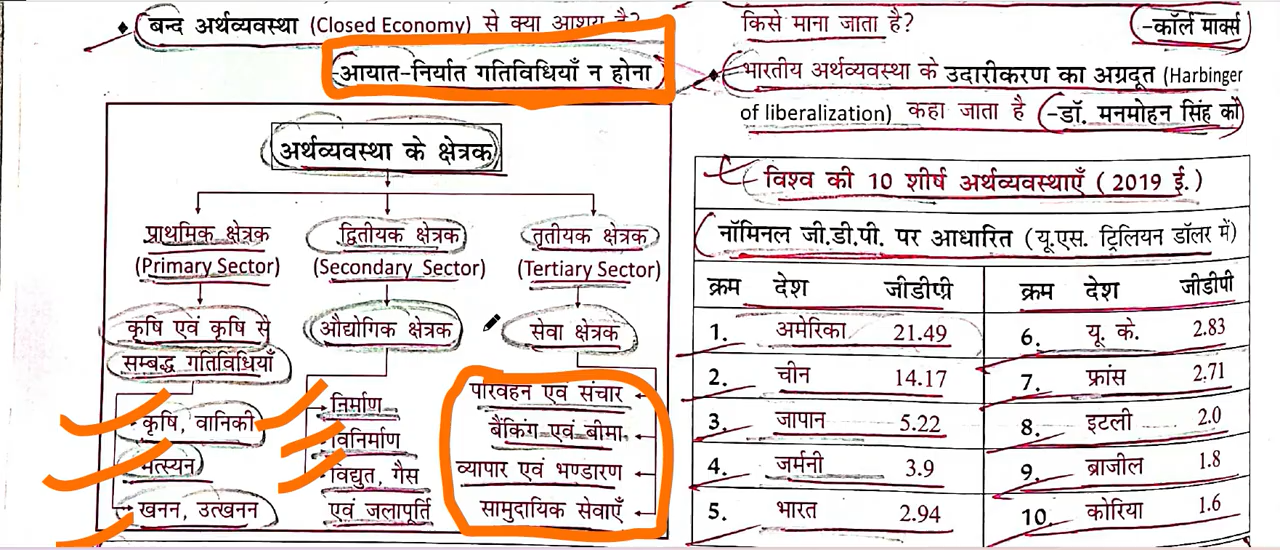 ♦ बन्द अर्थव्यवस्था (Closed Economy) से क्या आशय है?
-आयात-निर्यात गतिविधियाँ न होना
अर्थव्यवस्था के क्षेत्रक
प्राथमिक क्षेत्रक
(Primary Sector)
कृषि एवं कृषि से
सम्बद्ध गतिविधियाँ
कृषि, वानिकी
मत्स्यन
खनन, उत्खनन
द्वितीयक क्षेत्रक
(Secondary Sector)
औद्योगिक क्षेत्रक
निर्माण
विनिर्माण
विद्युत, गैस
एवं जलापूर्ति
तृतीयक क्षेत्रक
(Tertiary Sector)
सेवा क्षेत्रक
परिवहन एवं संचार
बैंकिंग एवं बीमा
व्यापार एवं भण्डारण
सामुदायिक सेवाएँ
किसे माना जाता है? -कॉर्ल मार्क्स
♦ भारतीय अर्थव्यवस्था के उदारीकरण का अग्रदूत (Harbinger
of liberalization) कहा जाता है -डॉ. मनमोहन सिंह को
विश्व की 10 शीर्ष अर्थव्यवस्थाएँ (2019 ई.)
नॉमिनल जी.डी.पी. पर आधारित (यू.एस. ट्रिलियन डॉलर में)
क्रम देश जीडीपी क्रम देश जीडीपी
1. अमेरिका 21.49 6. यू. के. 2.83
2. चीन 14.17 7. फ्रांस 2.71
3. जापान 5.22 8. इटली 2.0
4. जर्मनी 3.9 9. ब्राजील 1.8
5. भारत 2.94 10. कोरिया 1.6